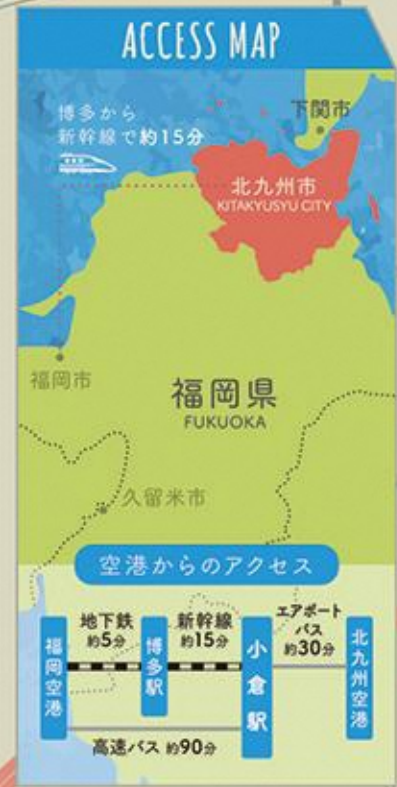 ACCESS MAP
博多から
新幹線で約15分
下関市
北九州市
KITAKYUSYU CITY
福岡市
福岡県
FUKUOKA
久留米市
空港からのアクセス
福岡空港
地下鉄
約5分
博多駅
新幹線
約15分
小倉駅
エアポート
バス
約30分
北九州空港
高速バス 約90分